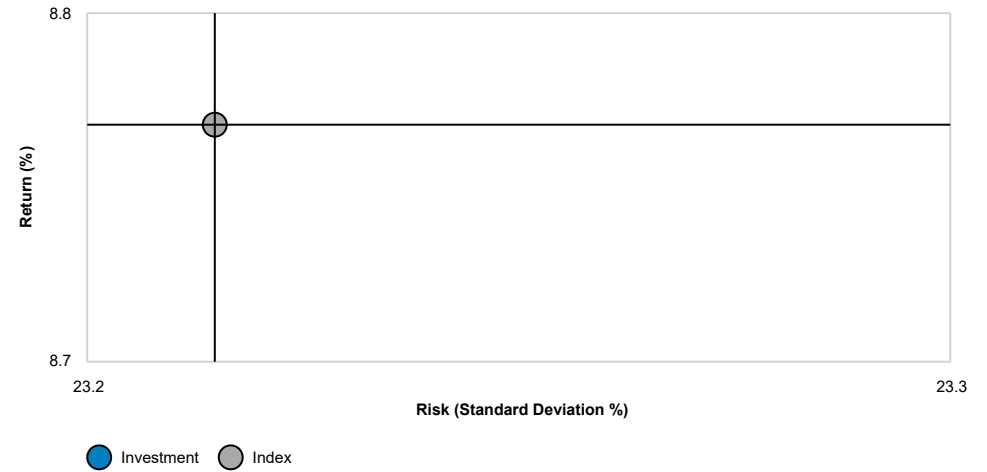 8.8
Return (%)
8.7
23.2
23.3
Risk (Standard Deviation %)
Investment
Index